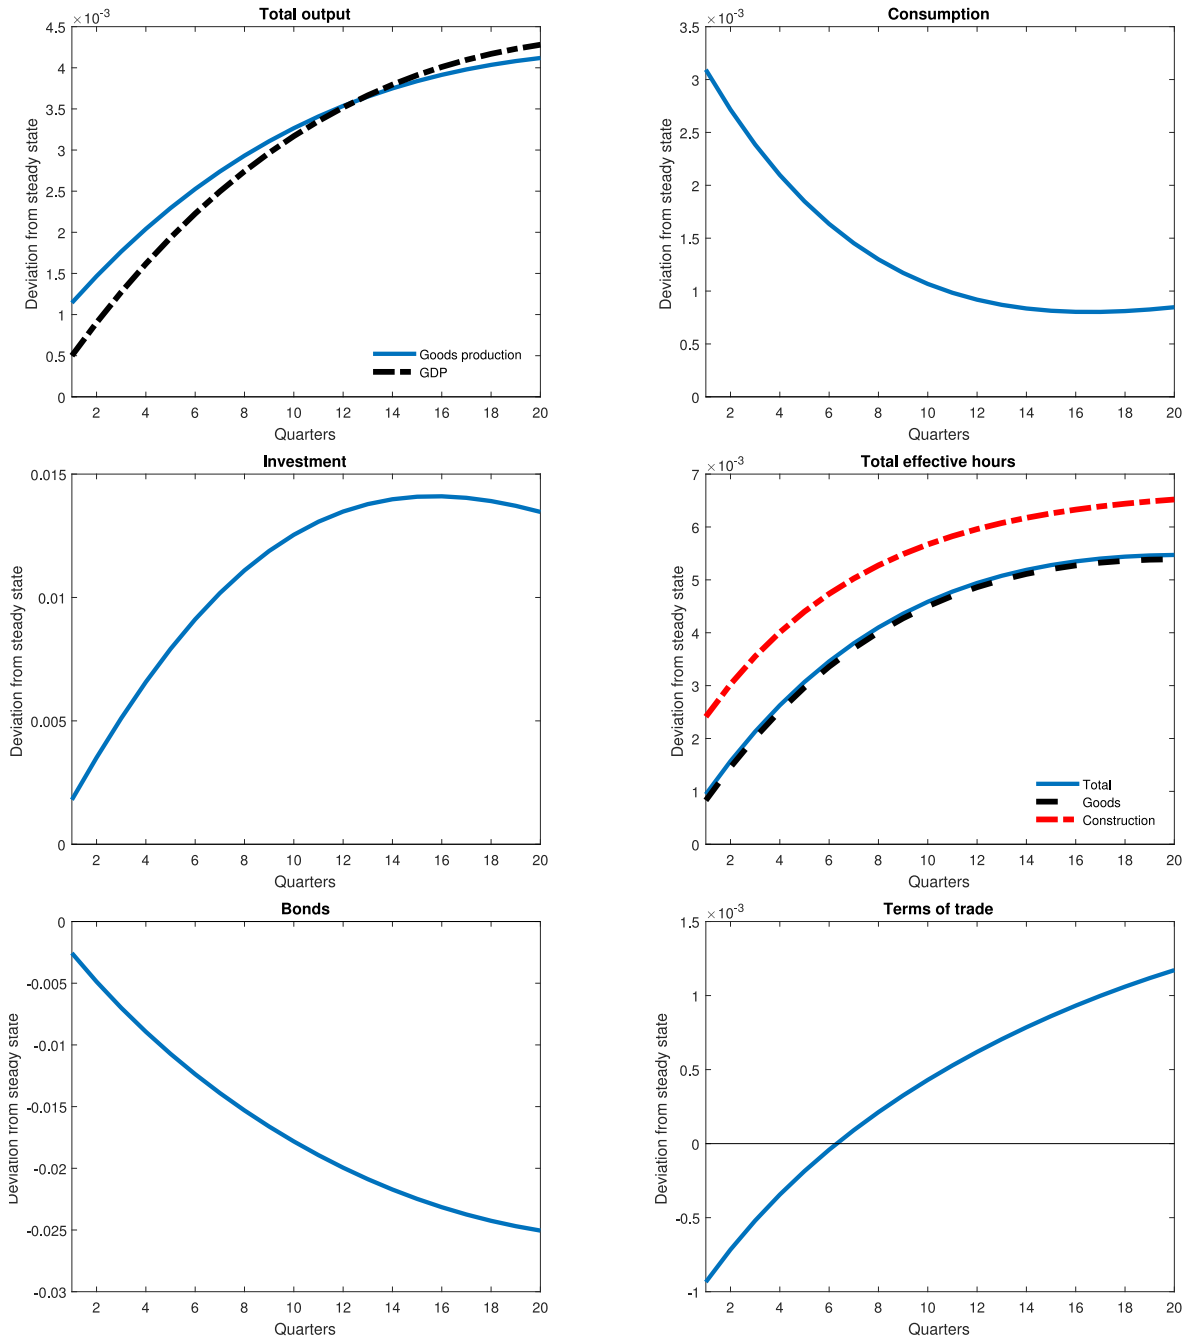 Total output
×10-3
4.5
4
3.5
3
2.5
2
1.5
1
0.5
0
Deviation from steady state
Goods production
GDP
2 4 6 8 10 12 14 16 18 20
Quarters
Consumption
×10-3
3.5
3
2.5
2
1.5
1
0.5
0
Deviation from steady state
2 4 6 8 10 12 14 16 18 20
Quarters
Investment
0.015
0.01
0.005
0
Deviation from steady state
2 4 6 8 10 12 14 16 18 20
Quarters
Total effective hours
×10-3
7
6
5
4
3
2
1
0
Deviation from steady state
Total
Goods
Construction
2 4 6 8 10 12 14 16 18 20
Quarters
Bonds
0
-0.005
-0.01
-0.015
-0.02
-0.025
-0.03
Deviation from steady state
2 4 6 8 10 12 14 16 18 20
Quarters
Terms of trade
×10-3
1.5
1
0.5
0
-0.5
-1
Deviation from steady state
2 4 6 8 10 12 14 16 18 20
Quarters